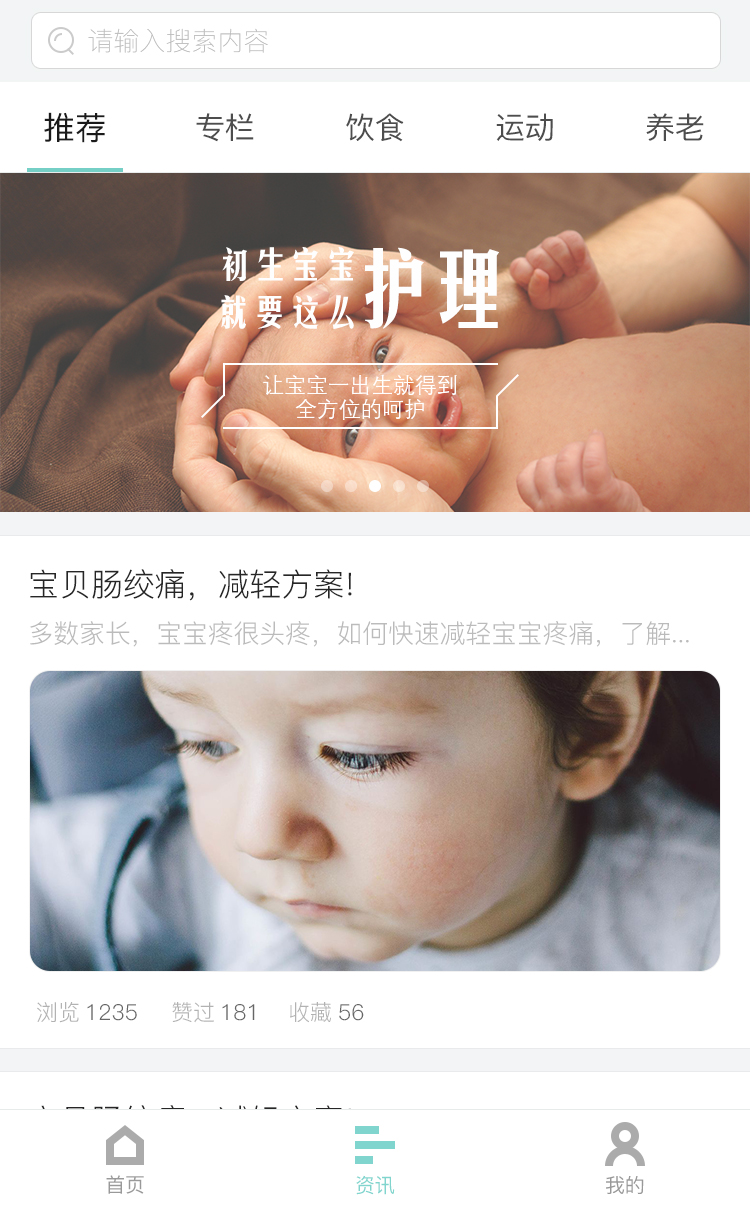 请输入搜索内容
推荐 专栏 饮食 运动 养老
初生宝宝
就要这么
护理
让宝宝一出生就得到
全方位的呵护
宝贝肠绞痛，减轻方案!
多数家长，宝宝疼很头疼，如何快速减轻宝宝疼痛，了解...
浏览 1235 赞过 181 收藏 56
首页 资讯 我的